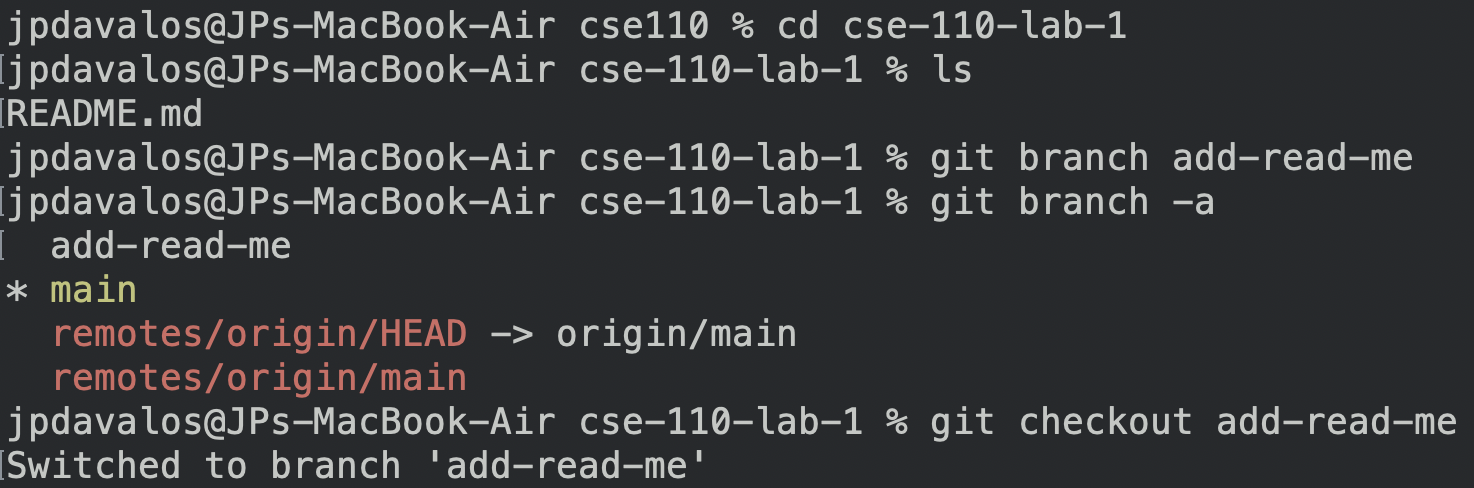 jpdavalos@JPs-MacBook-Air cse110 % cd cse-110-lab-1
jpdavalos@JPs-MacBook-Air cse-110-lab-1 % ls
README.md
jpdavalos@JPs-MacBook-Air cse-110-lab-1 % git branch add-read-me
jpdavalos@JPs-MacBook-Air cse-110-lab-1 % git branch -a
  add-read-me
* main
  remotes/origin/HEAD -> origin/main
  remotes/origin/main
jpdavalos@JPs-MacBook-Air cse-110-lab-1 % git checkout add-read-me
Switched to branch 'add-read-me'